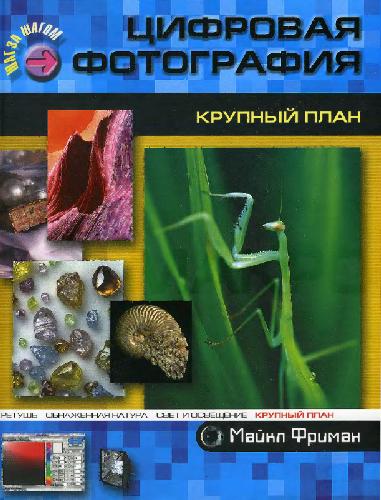 ШАГ ЗА ШАГОМ
ЦИФРОВАЯ
ФОТОГРАФИЯ
КРУПНЫЙ ПЛАН
РЕТУШЬ ОБНАЖЕННАЯ НАТУРА СВЕТ И ОСВЕЩЕНИЕ КРУПНЫЙ ПЛАН
Майкл Фриман